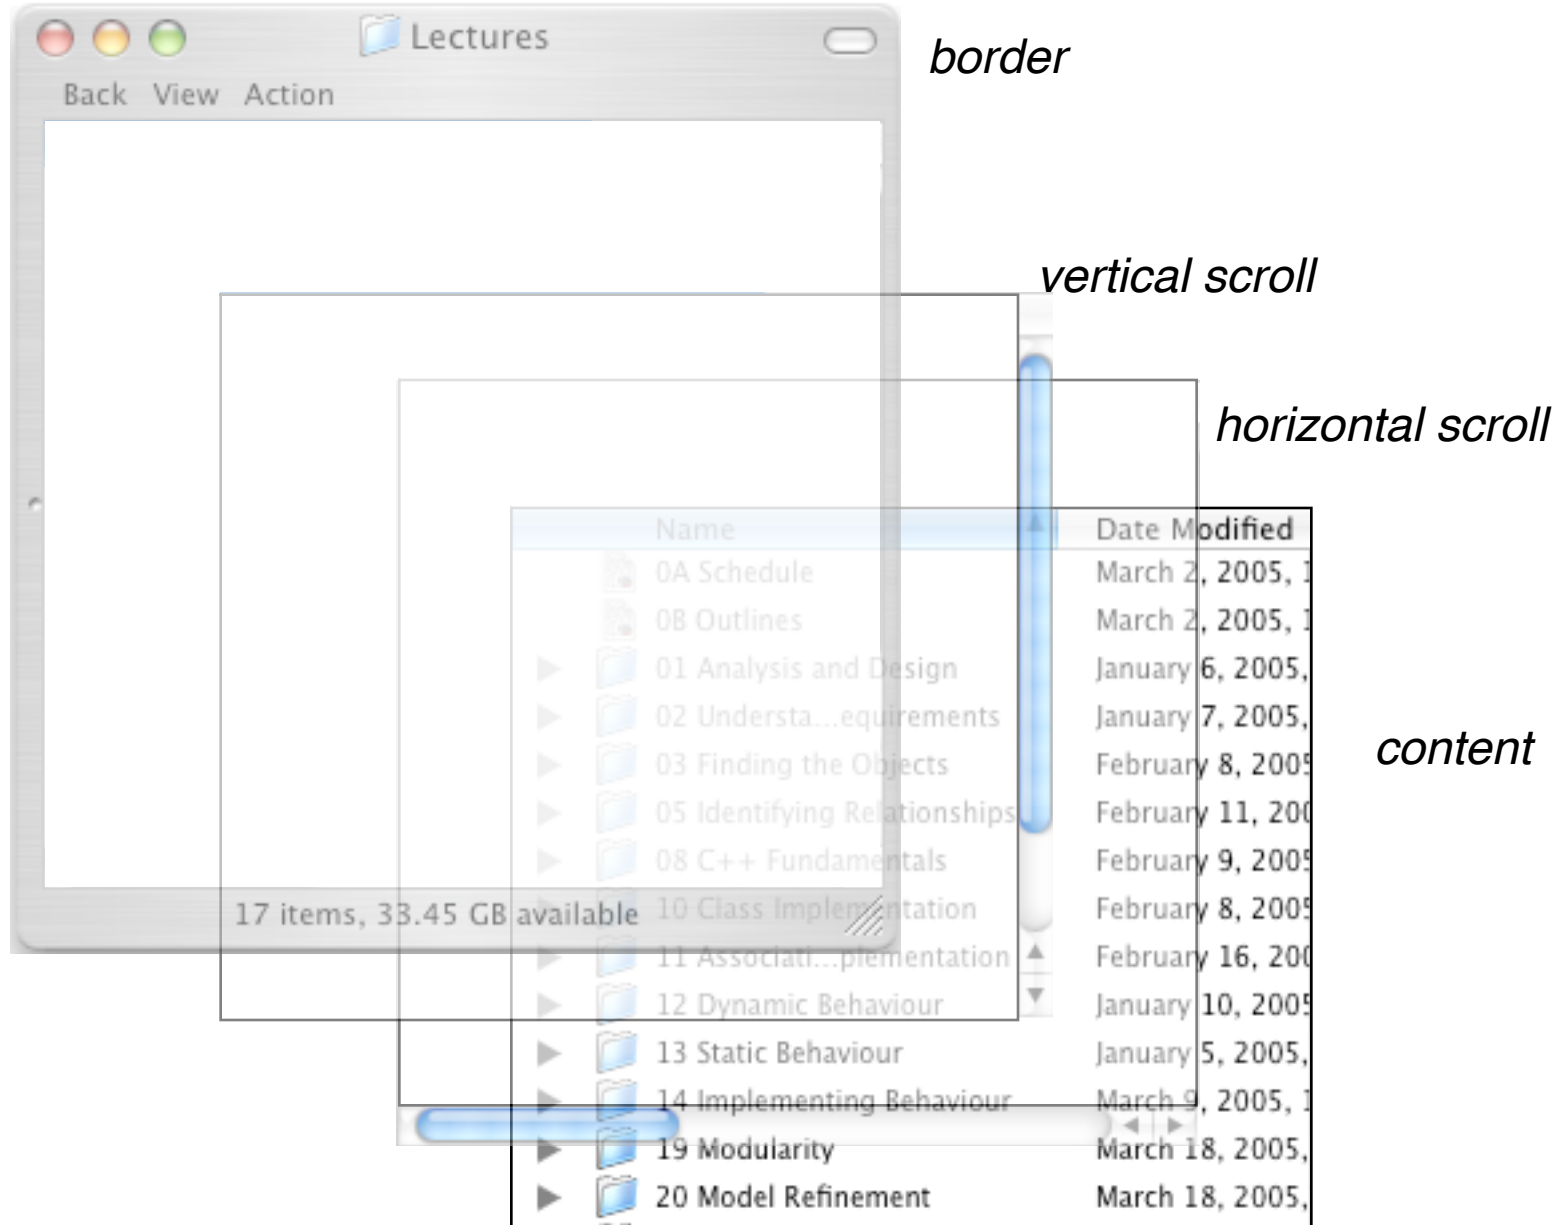 Lectures
border
Back View Action
vertical scroll
horizontal scroll
Name Date Modified
0A Schedule March 2, 2005, 1
0B Outlines March 2, 2005, 1
01 Analysis and Design January 6, 2005,
02 Understa...equirements January 7, 2005,
content
03 Finding the Objects February 8, 2005
05 Identifying Relationships February 11, 200
08 C++ Fundamentals February 9, 2005
17 items, 33.45 GB available
10 Class Implementation February 8, 2005
11 Associati...plementation February 16, 200
12 Dynamic Behaviour January 10, 2005
13 Static Behaviour January 5, 2005,
14 Implementing Behaviour March 9, 2005, 1
19 Modularity March 18, 2005,
20 Model Refinement March 18, 2005,